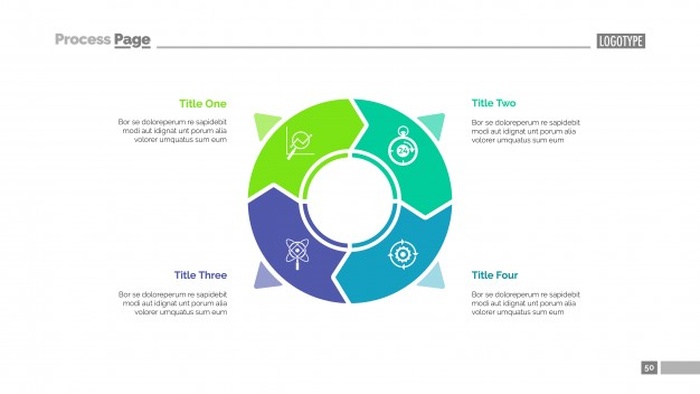 Process Page
LOGOTYPE
Title One
Bor se doloreperum re sapidebit
modi aut idignat unt porum alia
volorer umquatus sum eum
Title Two
Bor se doloreperum re sapidebit
modi aut idignat unt porum alia
volorer umquatus sum eum
24
Title Three
Bor se doloreperum re sapidebit
modi aut idignat unt porum alia
volorer umquatus sum eum
Title Four
Bor se doloreperum re sapidebit
modi aut idignat unt porum alia
volorer umquatus sum eum
50